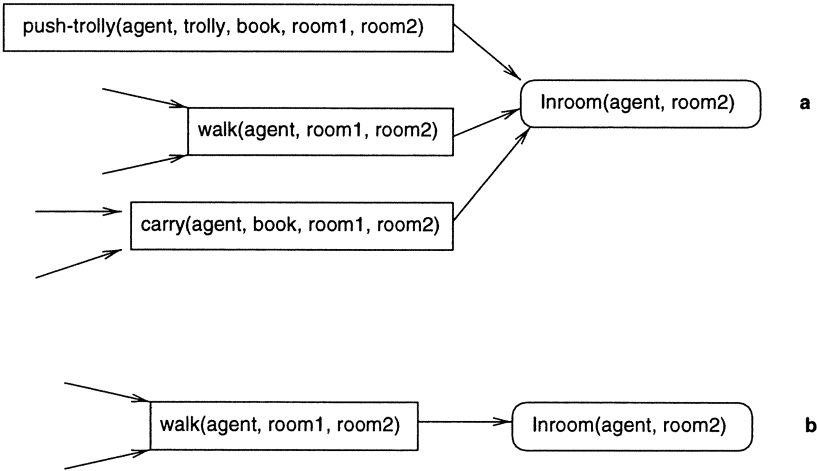 push-trolly(agent, trolly, book, room1, room2)
Inroom(agent, room2)
a
walk(agent, room1, room2)
carry(agent, book, room1, room2)
walk(agent, room1, room2)
Inroom(agent, room2)
b